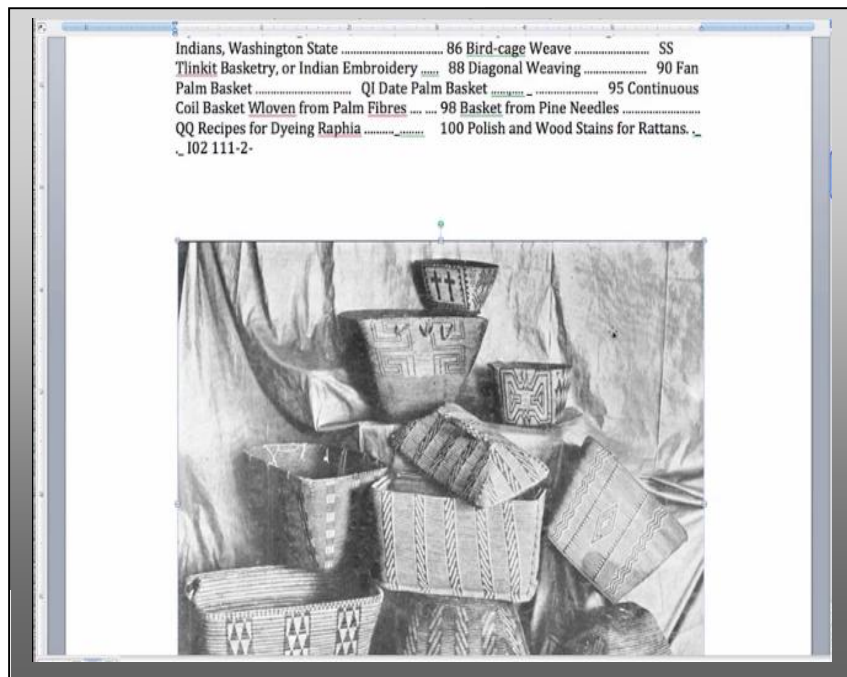 Indians, Washington State .................................. 86 Bird-cage Weave ......................... SS
Tlinkit Basketry, or Indian Embroidery ...... 88 Diagonal Weaving ..................... 90 Fan
Palm Basket ................................ QI Date Palm Basket ..........._ ..................... 95 Continuous
Coil Basket Wloven from Palm Fibres .... .... 98 Basket from Pine Needles ..........................
QQ Recipes for Dyeing Raphia ..........._........ 100 Polish and Wood Stains for Rattans. ._
._ I02 111-2-